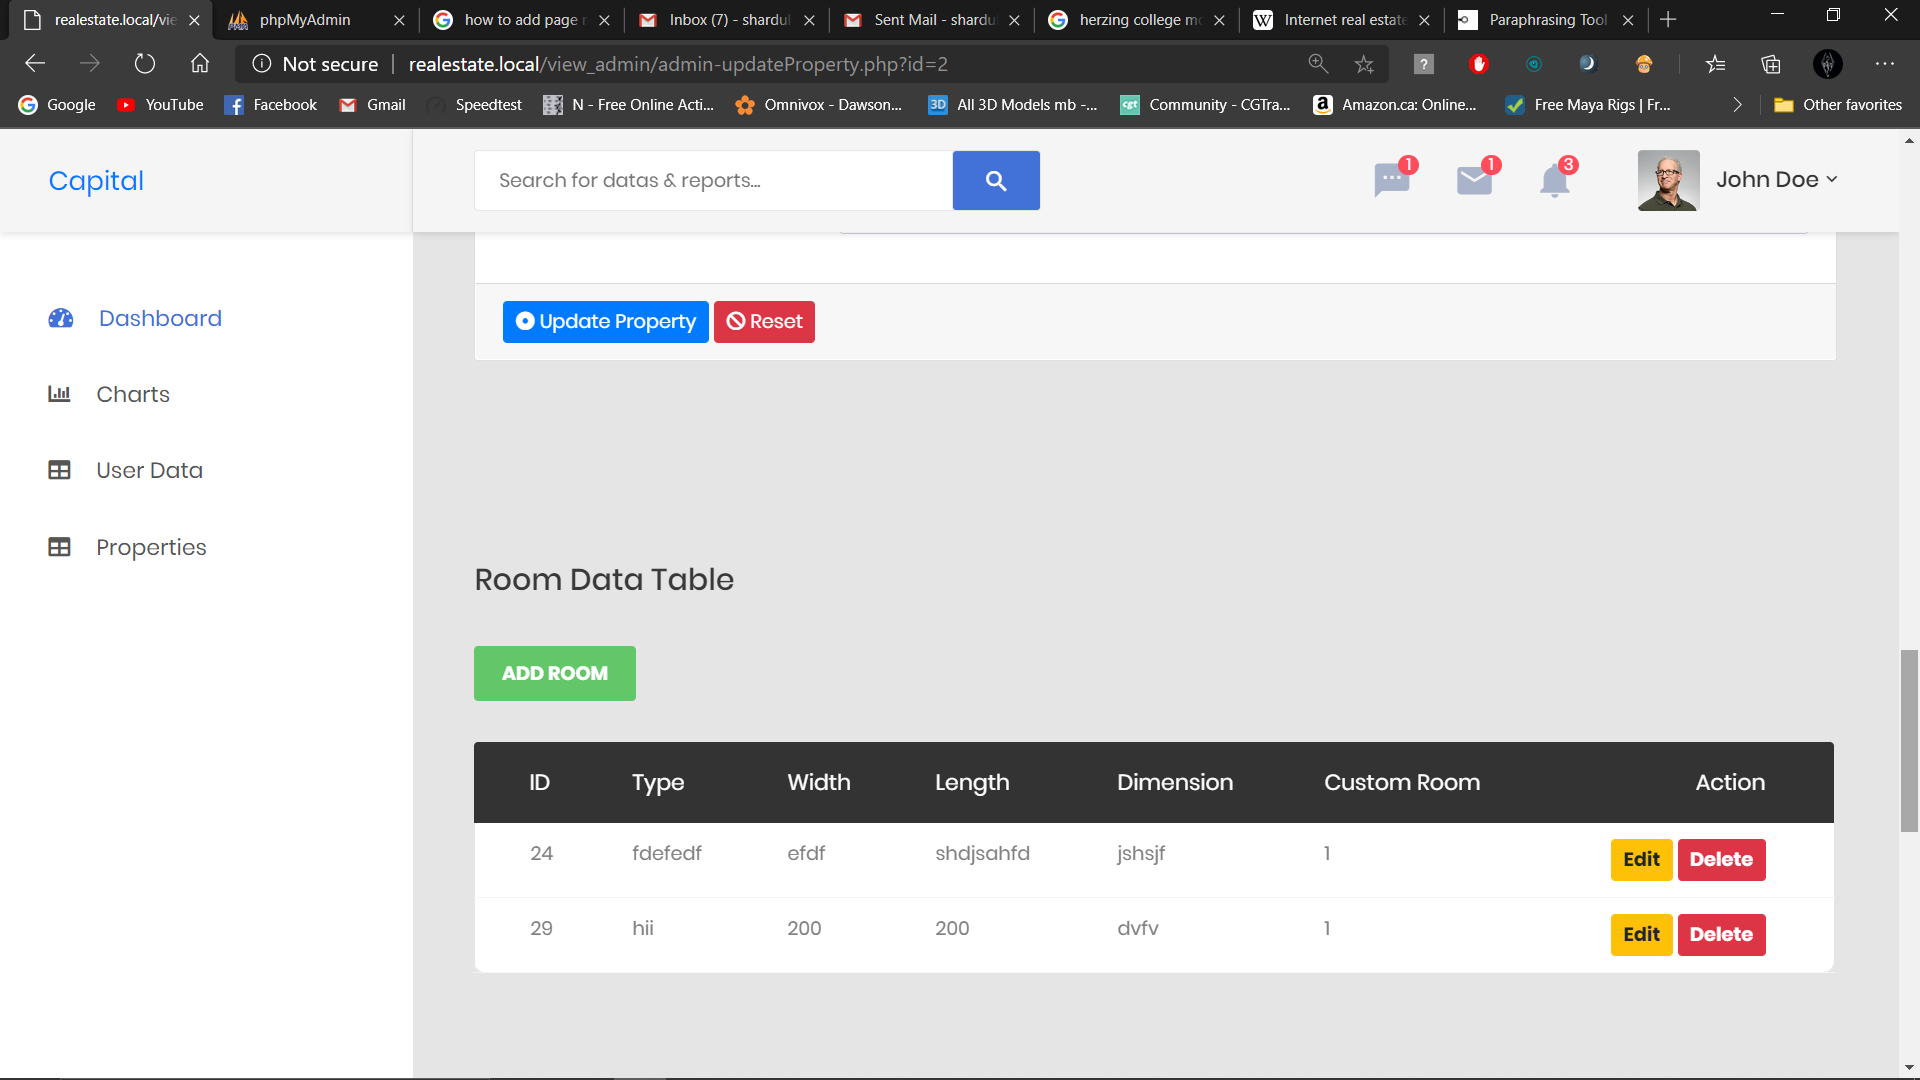 realestate.local/vie
phpMyAdmin
how to add page n
Inbox (7) - shardul
Sent Mail - shardul
herzing college mo
Internet real estate
Paraphrasing Tool
Not secure
realestate.local/view_admin/admin-updateProperty.php?id=2
Google
YouTube
Facebook
Gmail
Speedtest
N - Free Online Acti...
Omnivox - Dawson...
3D
All 3D Models mb -...
cgt
Community - CGTra...
Amazon.ca: Online...
Free Maya Rigs | Fr...
Other favorites
Capital
Search for datas & reports...
1
1
3
John Doe
Dashboard
Charts
User Data
Properties
Update Property
Reset
Room Data Table
ADD ROOM
ID Type Width Length Dimension Custom Room Action
24 fdefedf efdf shdjsahfd jshsjf 1 Edit Delete
29 hii 200 200 dvfv 1 Edit Delete